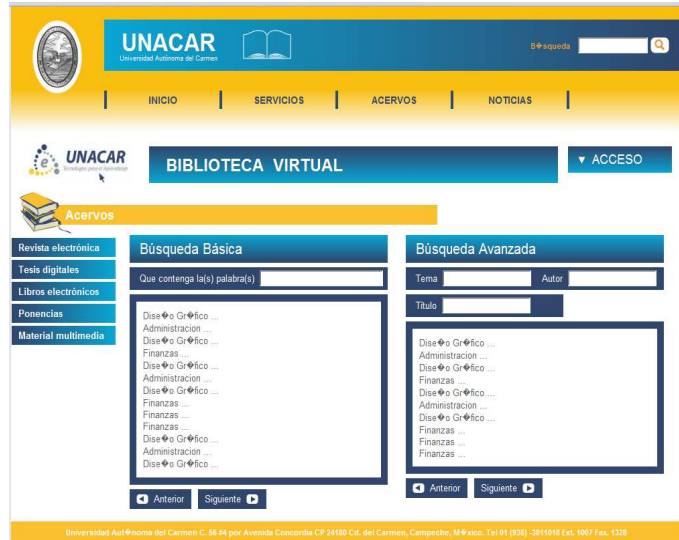 UNACAR
Universidad Autónoma del Carmen
B�squeda
INICIO SERVICIOS ACERVOS NOTICIAS
e UNACAR
Tecnologías para el Aprendizaje
BIBLIOTECA VIRTUAL
▼ ACCESO
Acervos
Revista electrónica
Tesis digitales
Libros electrónicos
Ponencias
Material multimedia
Búsqueda Básica
Que contenga la(s) palabra(s)
Dise�o Gr�fico ...
Administracion ...
Dise�o Gr�fico ...
Finanzas ...
Dise�o Gr�fico ...
Administracion ...
Dise�o Gr�fico ...
Finanzas ...
Finanzas ...
Finanzas ...
Dise�o Gr�fico ...
Administracion ...
Dise�o Gr�fico ...
Anterior Siguiente
Búsqueda Avanzada
Tema Autor
Título
Dise�o Gr�fico ...
Administracion ...
Dise�o Gr�fico ...
Finanzas ...
Dise�o Gr�fico ...
Administracion ...
Dise�o Gr�fico ...
Finanzas ...
Finanzas ...
Finanzas ...
Anterior Siguiente
Universidad Aut�noma del Carmen C. 56 #4 por Avenida Concordia CP 24180 Cd. del Carmen, Campeche, M�xico. Tel 01 (938) -3811018 Ext. 1007 Fax. 1328